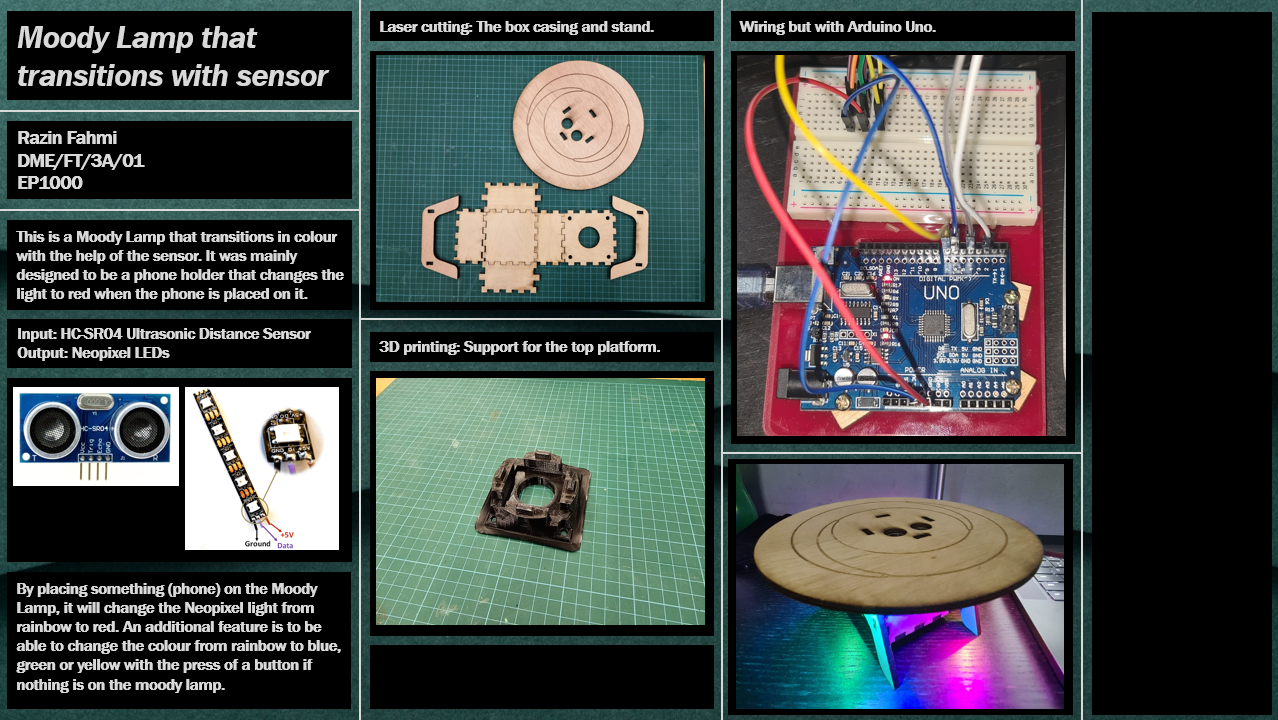 Moody Lamp that
transitions with sensor
Razin Fahmi
DME/FT/3A/01
EP1000
This is a Moody Lamp that transitions in colour
with the help of the sensor. It was mainly
designed to be a phone holder that changes the
light to red when the phone is placed on it.
Input: HC-SR04 Ultrasonic Distance Sensor
Output: Neopixel LEDs
HC-SR04
Vcc
Trig
Echo
GND
T
R
+5V
Ground
Data
By placing something (phone) on the Moody
Lamp, it will change the Neopixel light from
rainbow to red. An additional feature is to be
able to change the colour from rainbow to blue,
green or yellow with the press of a button if
nothing is on the moody lamp.
Laser cutting: The box casing and stand.
3D printing: Support for the top platform.
Wiring but with Arduino Uno.
DIGITAL PWM~)
UNO
POWER
ANALOG IN